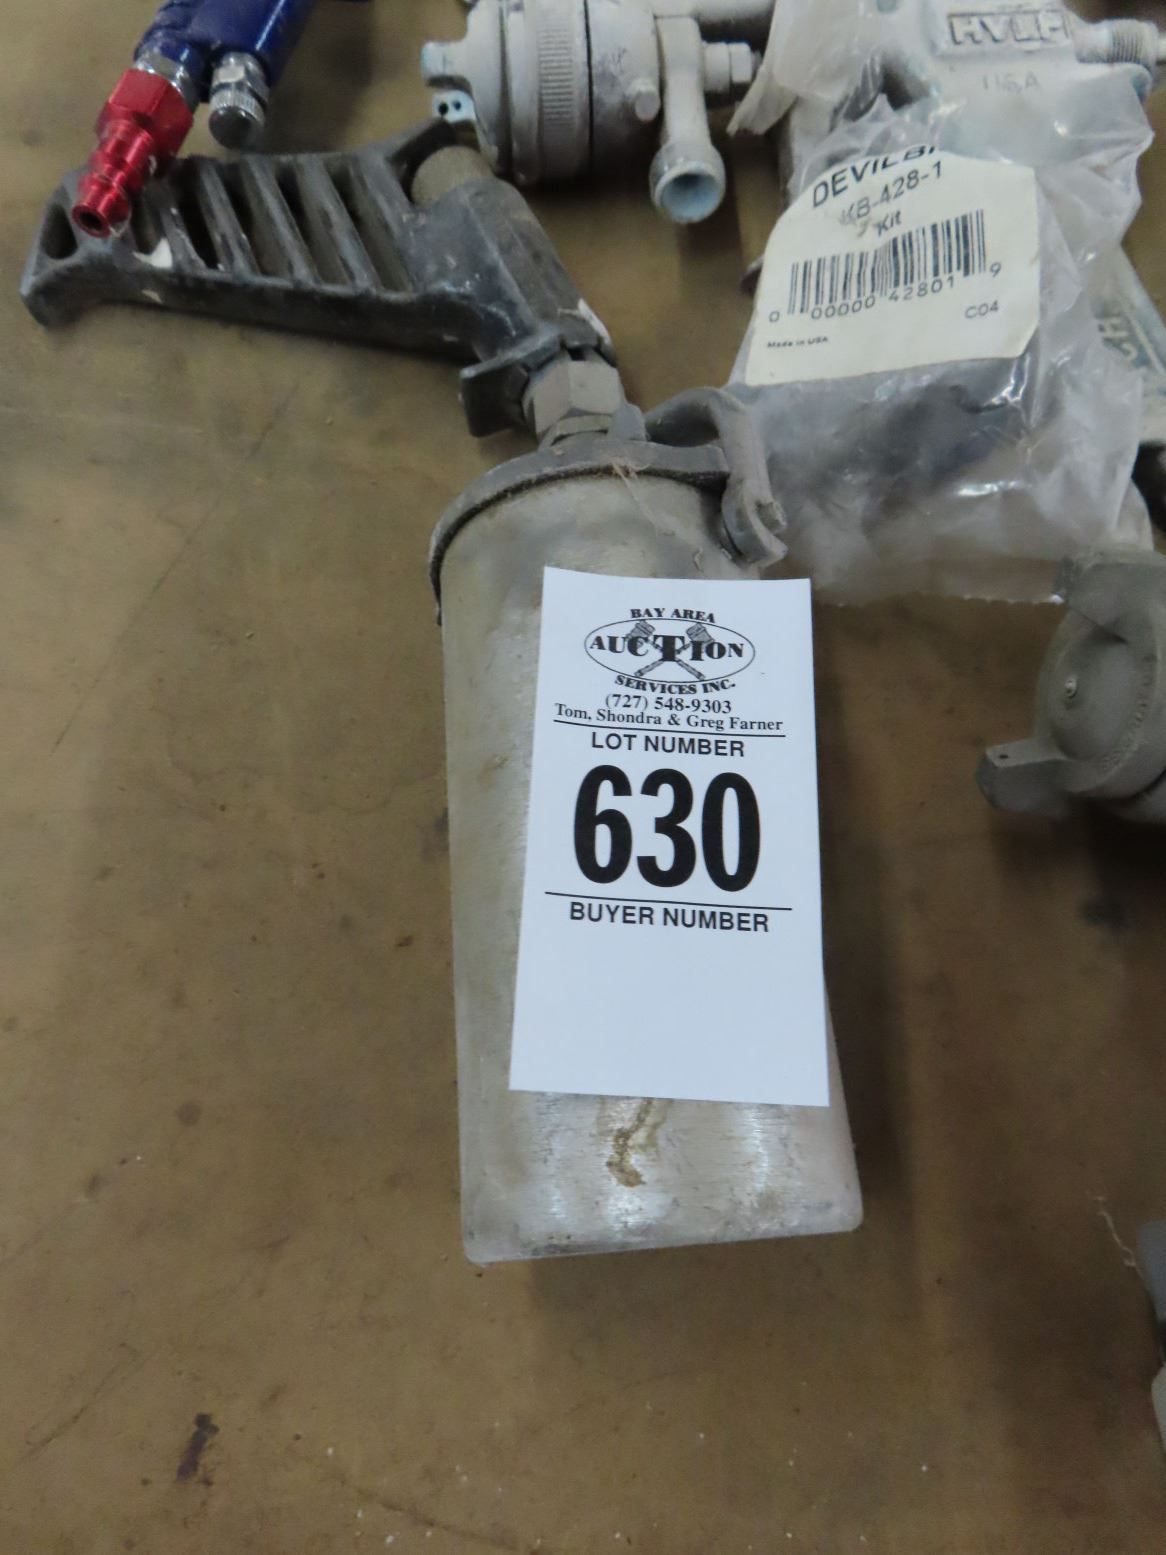 USA
DEVILBI
KB-428-1
Kit
0 00000 42801 9
C04
Made in USA
BAY AREA
AUCTION
SERVICES INC.
(727) 548-9303
Tom, Shondra & Greg Farner
LOT NUMBER
630
BUYER NUMBER